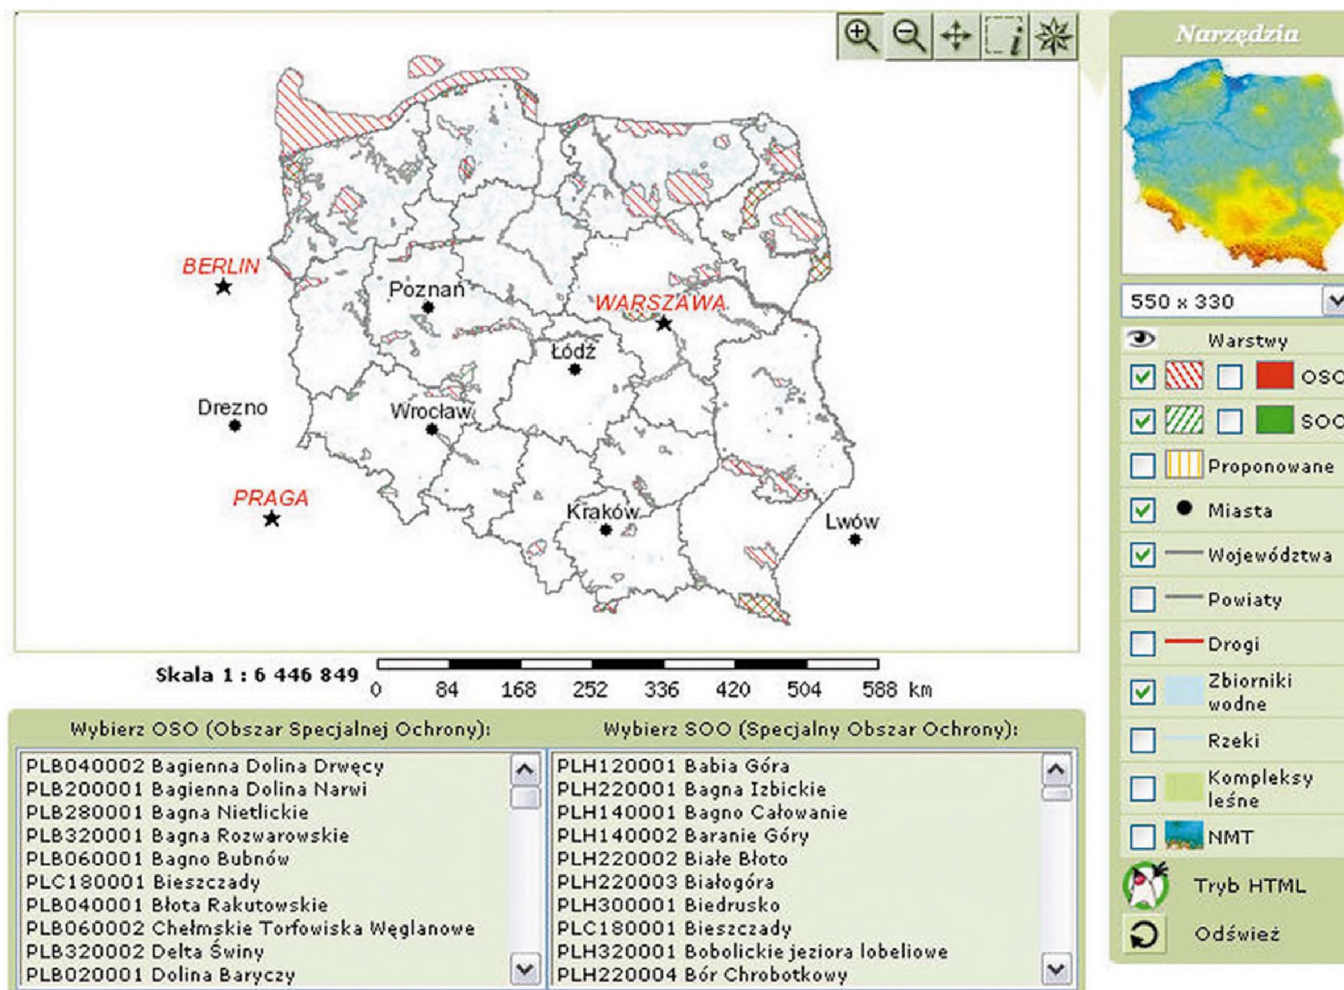 Narzędzia
BERLIN
Poznań
WARSZAWA
Łódź
Drezno
Wrocław
PRAGA
Kraków
Lwów
550 x 330
Warstwy
OSO
SOO
Proponowane
Miasta
Województwa
Powiaty
Drogi
Zbiorniki
wodne
Rzeki
Kompleksy
leśne
NMT
Tryb HTML
Odśwież
Skala 1 : 6 446 849
0 84 168 252 336 420 504 588 km
Wybierz OSO (Obszar Specjalnej Ochrony):
PLB040002 Bagienna Dolina Drwęcy
PLB200001 Bagienna Dolina Narwi
PLB280001 Bagna Nietlickie
PLB320001 Bagna Rozwarowskie
PLB060001 Bagno Bubnów
PLC180001 Bieszczady
PLB040001 Błota Rakutowskie
PLB060002 Chełmskie Torfowiska Węglanowe
PLB320002 Delta Świny
PLB020001 Dolina Baryczy
Wybierz SOO (Specjalny Obszar Ochrony):
PLH120001 Babia Góra
PLH220001 Bagna Izbickie
PLH140001 Bagno Całowanie
PLH140002 Baranie Góry
PLH220002 Białe Błoto
PLH220003 Białogóra
PLH300001 Biedrusko
PLC180001 Bieszczady
PLH320001 Bobolickie jeziora lobeliowe
PLH220004 Bór Chrobotkowy